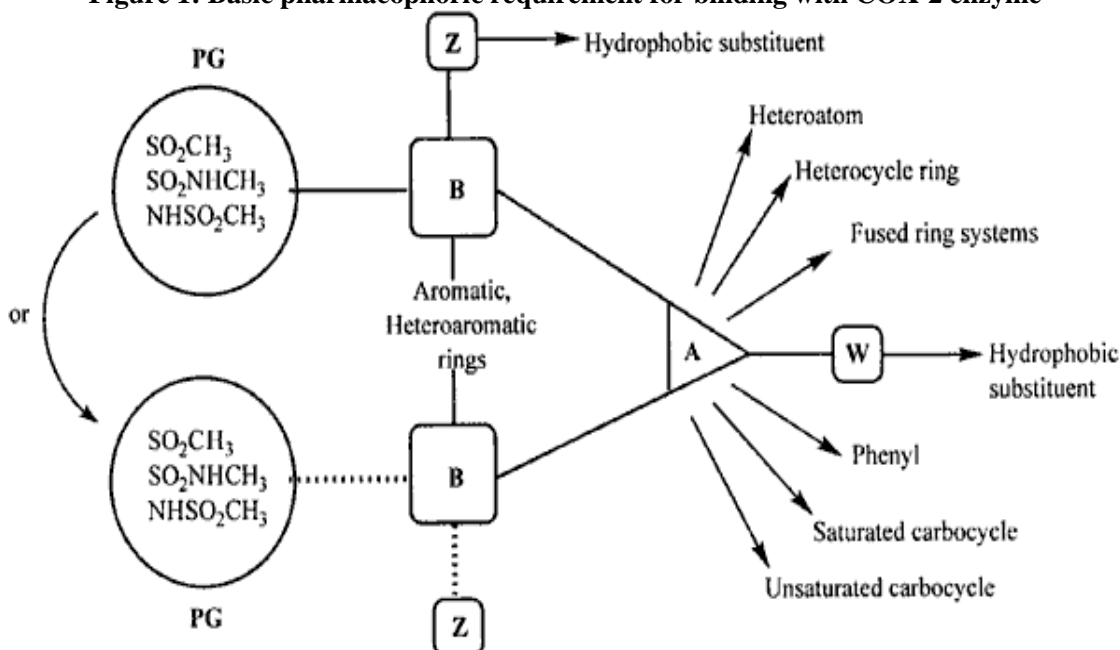 Figure 1: Basic pharmacophoric requirement for binding with COX-2 enzyme
Z
Hydrophobic substituent
PG
SO2CH3
SO2NHCH3
NHSO2CH3
B
Heteroatom
Heterocycle ring
Fused ring systems
Aromatic,
Heteroaromatic
rings
or
A
W
Hydrophobic
substituent
SO2CH3
SO2NHCH3
NHSO2CH3
B
Phenyl
Saturated carbocycle
Unsaturated carbocycle
PG
Z